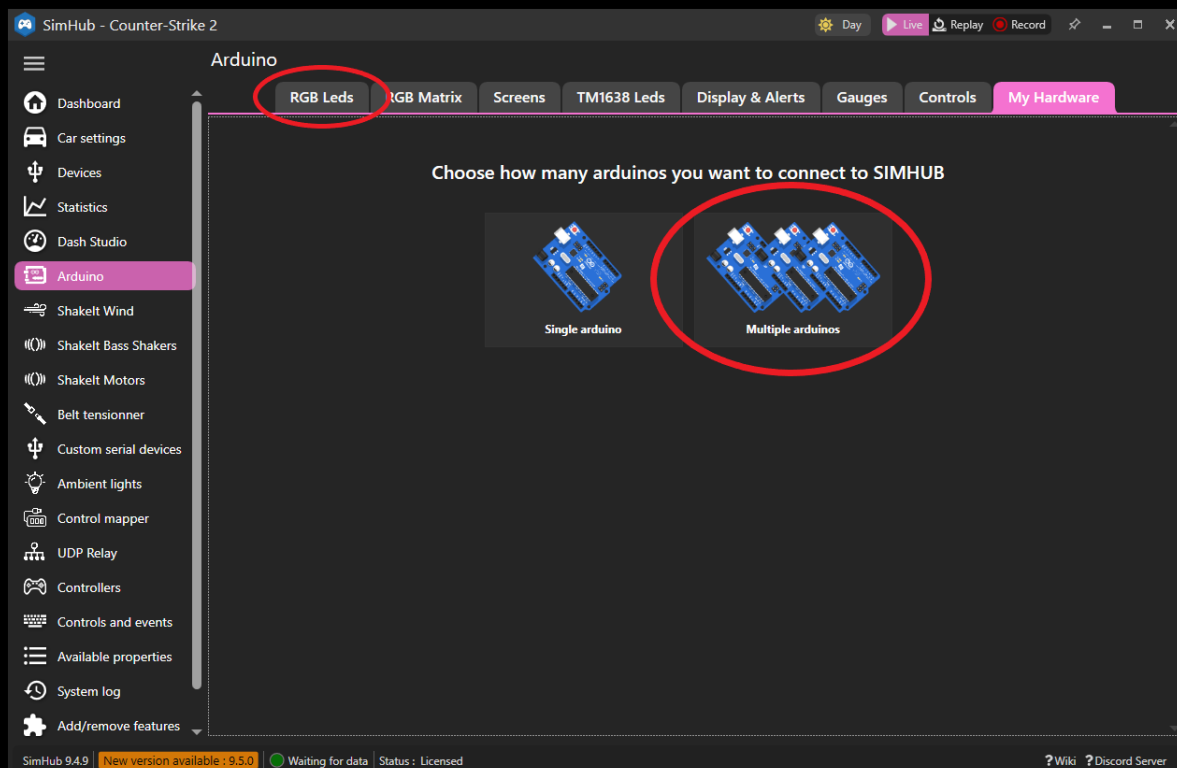 SimHub - Counter-Strike 2
Day
Live
Replay
Record
Arduino
RGB Leds
RGB Matrix
Screens
TM1638 Leds
Display & Alerts
Gauges
Controls
My Hardware
Dashboard
Car settings
Devices
Statistics
Dash Studio
Arduino
ShakeIt Wind
ShakeIt Bass Shakers
ShakeIt Motors
Belt tensionner
Custom serial devices
Ambient lights
Control mapper
UDP Relay
Controllers
Controls and events
Available properties
System log
Add/remove features
Choose how many arduinos you want to connect to SIMHUB
Single arduino
Multiple arduinos
SimHub 9.4.9
New version available : 9.5.0
Waiting for data
Status : Licensed
?Wiki
?Discord Server